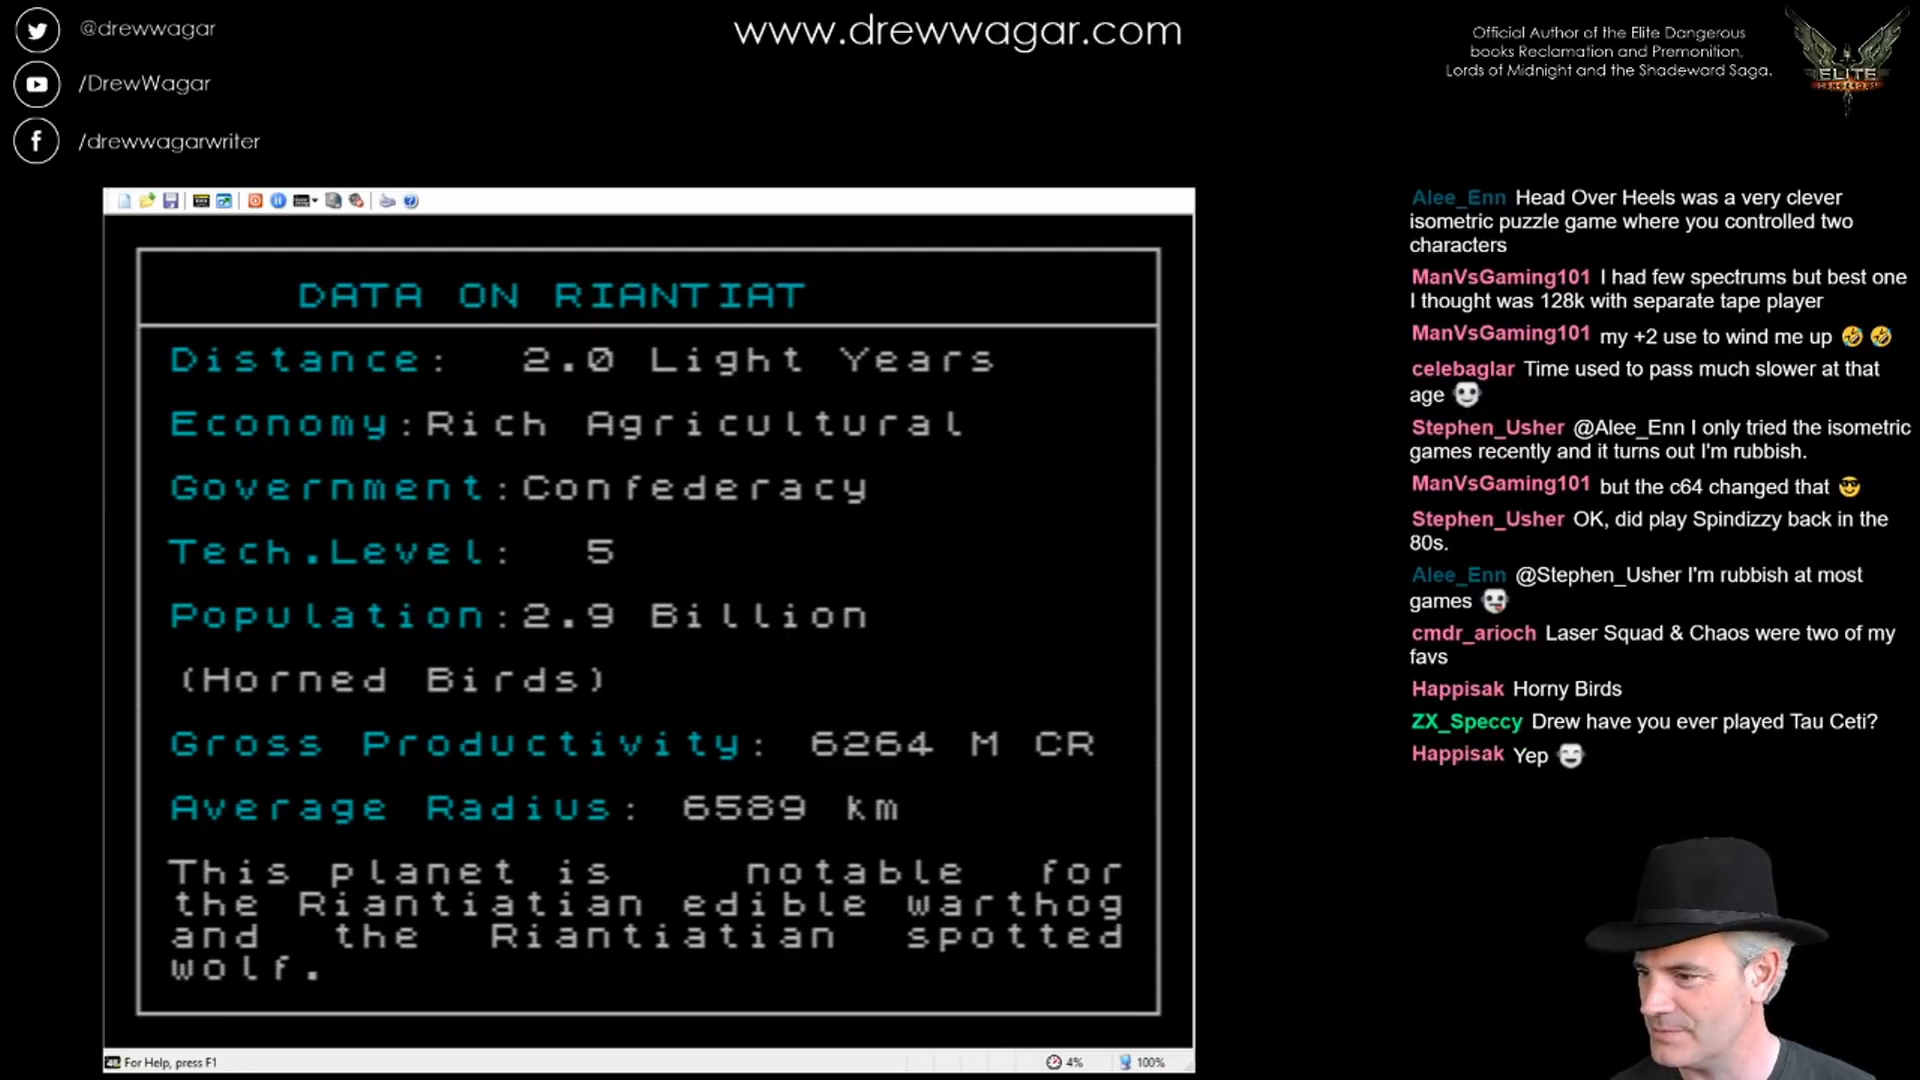 @drewwagar
/DrewWagar
/drewwagarwriter
www.drewwagar.com
Official Author of the Elite Dangerous
books Reclamation and Premonition,
Lords of Midnight and the Shadeward Saga.
ELITE
DANGEROUS
DATA ON RIANTIAT
Distance: 2.0 Light Years
Economy:Rich Agricultural
Government:Confederacy
Tech.Level: 5
Population:2.9 Billion
(Horned Birds)
Gross Productivity: 6264 M CR
Average Radius: 6589 km
This planet is notable for
the Riantiatian edible warthog
and the Riantiatian spotted
wolf.
For Help, press F1
4%
100%
Alee_Enn Head Over Heels was a very clever
isometric puzzle game where you controlled two
characters
ManVsGaming101 I had few spectrums but best one
I thought was 128k with separate tape player
ManVsGaming101 my +2 use to wind me up 🤣 🤣
celebaglar Time used to pass much slower at that
age
Stephen_Usher @Alee_Enn I only tried the isometric
games recently and it turns out I'm rubbish.
ManVsGaming101 but the c64 changed that 😎
Stephen_Usher OK, did play Spindizzy back in the
80s.
Alee_Enn @Stephen_Usher I'm rubbish at most
games
cmdr_arioch Laser Squad & Chaos were two of my
favs
Happisak Horny Birds
ZX_Speccy Drew have you ever played Tau Ceti?
Happisak Yep